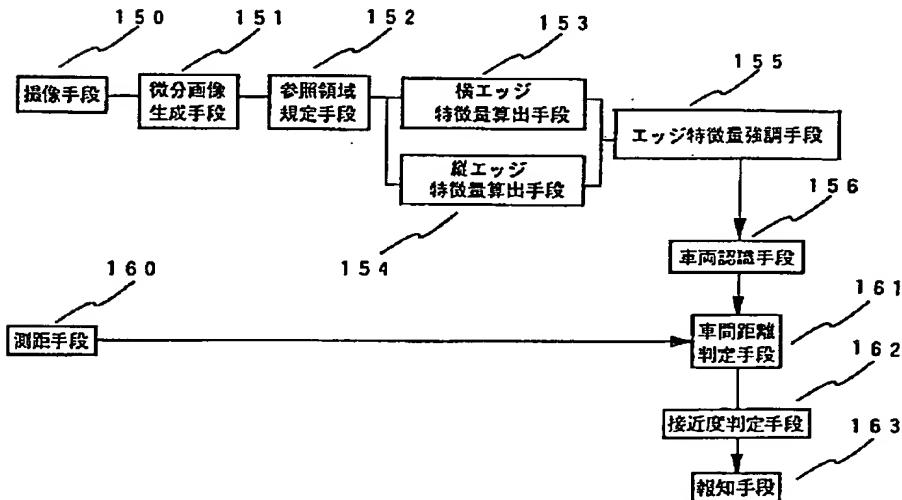 150
151
152
153
155
撮像手段
微分画像
生成手段
参照領域
規定手段
横エッジ
特徴量算出手段
エッジ特徴量強調手段
縦エッジ
特徴量算出手段
154
156
車両認識手段
160
161
測距手段
車間距離
判定手段
162
接近度判定手段
163
報知手段